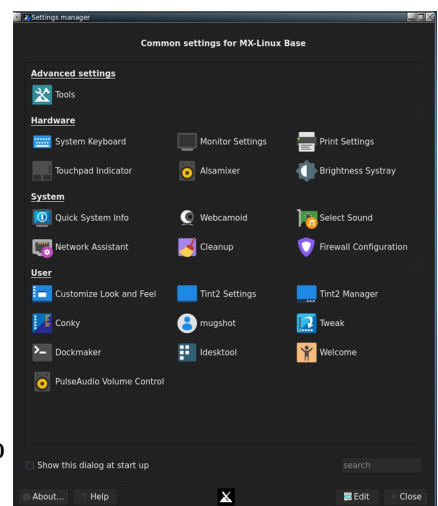 Settings manager
Common settings for MX-Linux Base
Advanced settings
Tools
Hardware
System Keyboard Monitor Settings Print Settings
Touchpad Indicator Alsamixer Brightness Systray
System
Quick System Info Webcamoid Select Sound
Network Assistant Cleanup Firewall Configuration
User
Customize Look and Feel Tint2 Settings Tint2 Manager
Conky mugshot Tweak
Dockmaker Idesktool Welcome
PulseAudio Volume Control
Show this dialog at start up search
About... ? Help Edit Close